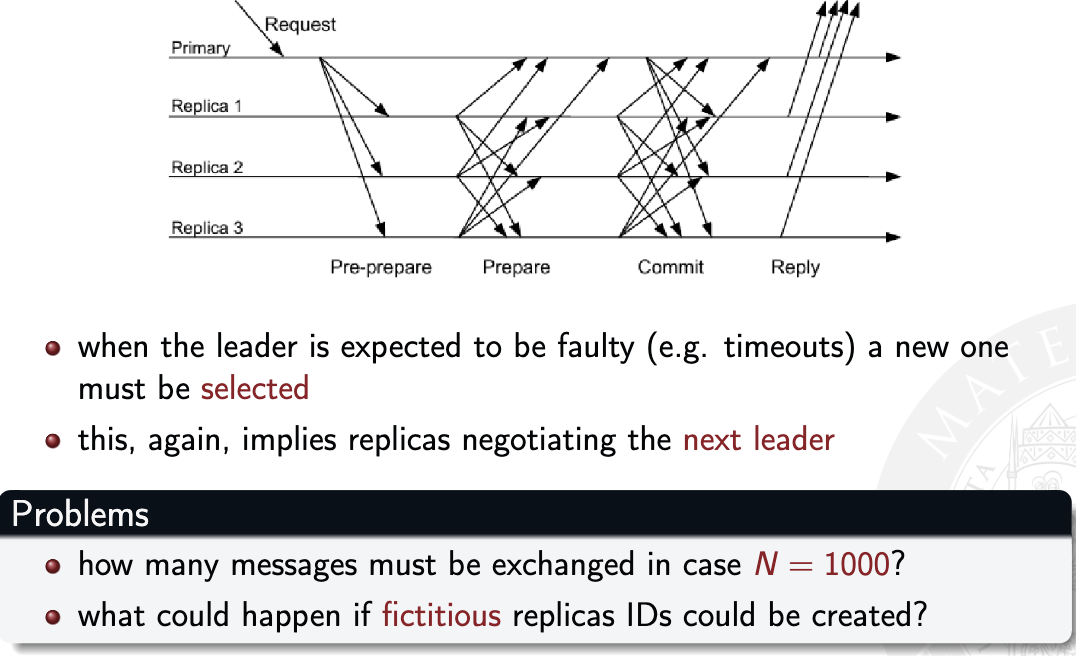 Request
Primary
Replica 1
Replica 2
Replica 3
Pre-prepare Prepare Commit Reply
when the leader is expected to be faulty (e.g. timeouts) a new one
must be selected
this, again, implies replicas negotiating the next leader
MATE
TA
Problems
how many messages must be exchanged in case N = 1000?
what could happen if fictitious replicas IDs could be created?